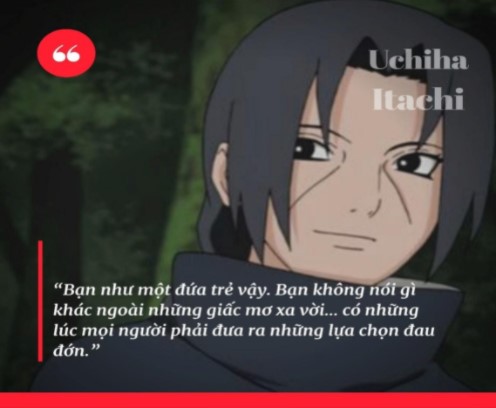 Uchiha
Itachi
“Bạn như một đứa trẻ vậy. Bạn không nói gì
khác ngoài những giấc mơ xa vời... có những
lúc mọi người phải đưa ra những lựa chọn đau
đớn.”